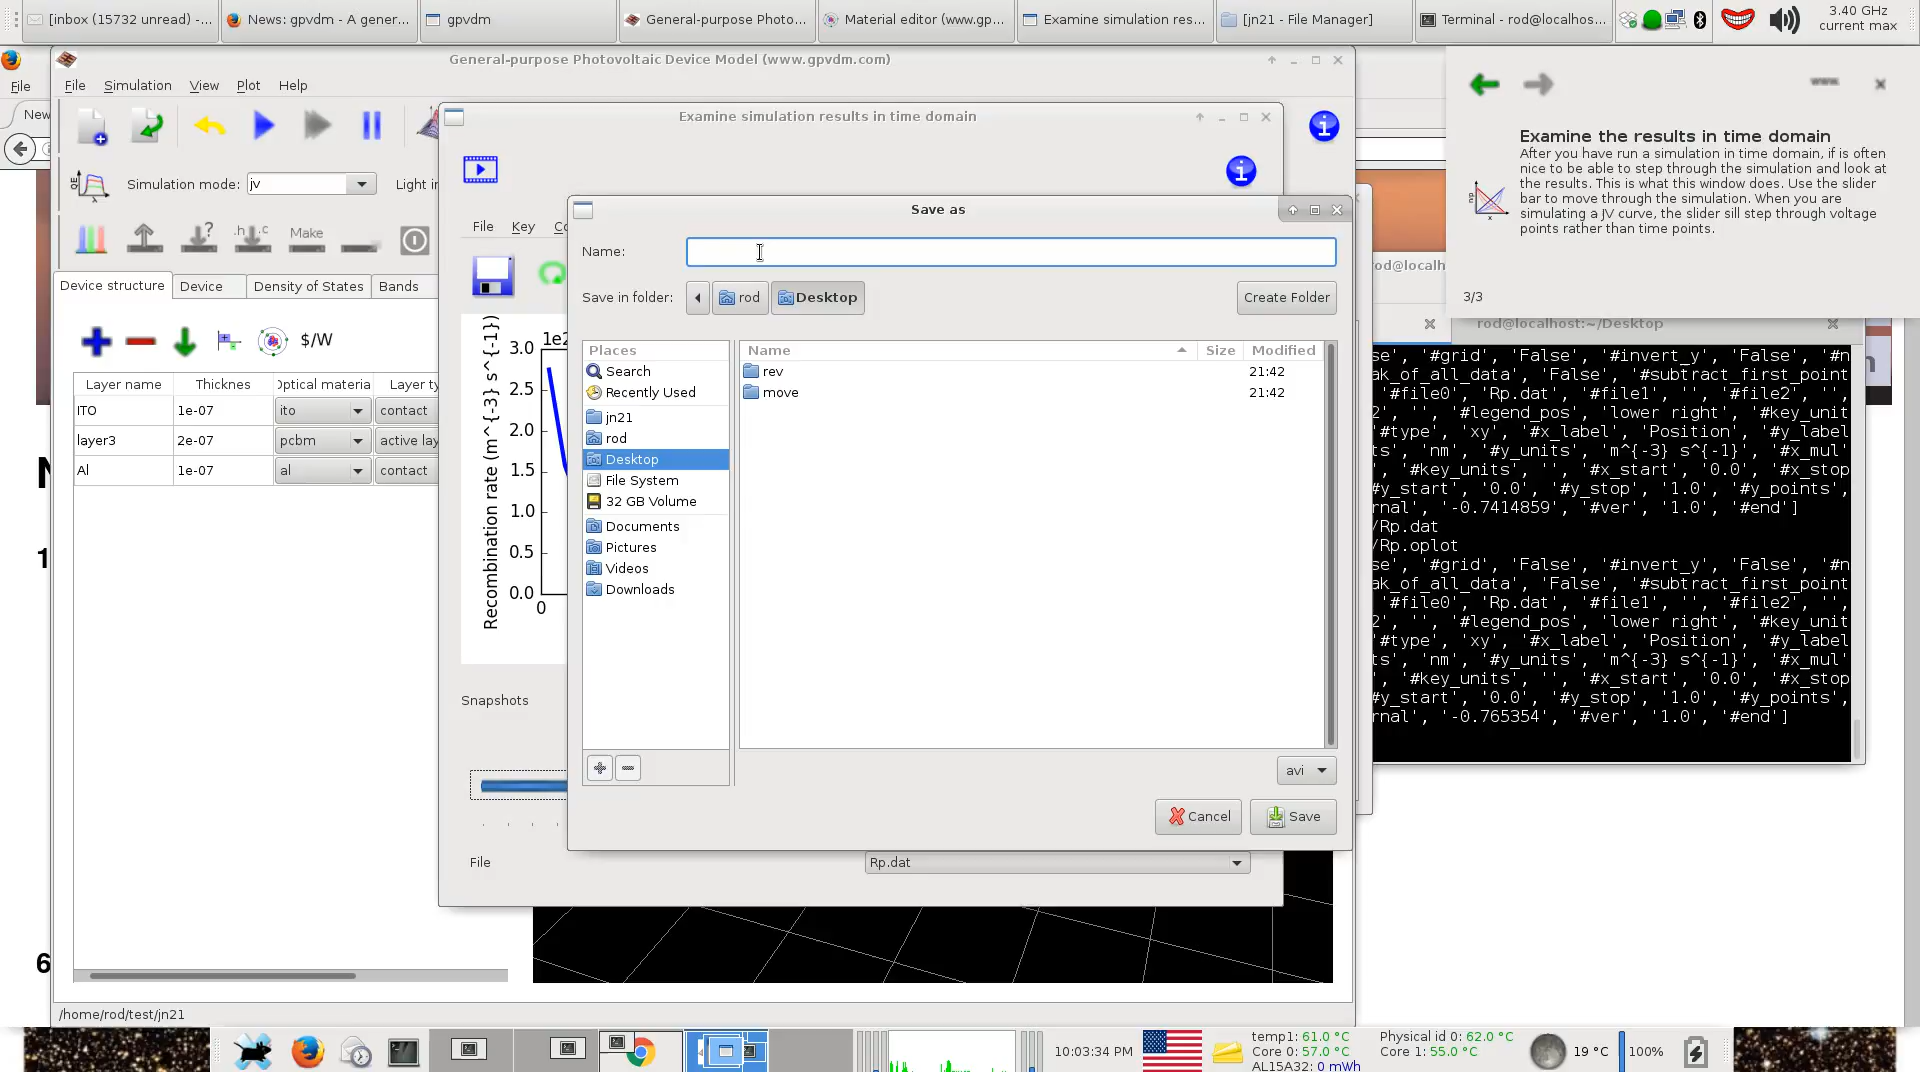 [inbox (15732 unread) -...
News: gpvdm - A gener...
gpvdm
General-purpose Photo...
Material editor (www.gp...
Examine simulation res...
[jn21 - File Manager]
Terminal - rod@localhos...
3.40 GHz
current max
General-purpose Photovoltaic Device Model (www.gpvdm.com)
File
File
Simulation
View
Plot
Help
New
Simulation mode:
jv
Light in
Make
Device structure
Device
Density of States
Bands
$/W
Layer name
Thicknes
Optical materia
Layer ty
ITO
1e-07
ito
contact
layer3
2e-07
pcbm
active lay
Al
1e-07
al
contact
/home/rod/test/jn21
Examine simulation results in time domain
File
Key
Recombination rate (m^{-3} s^{-1})
3.0
2.5
2.0
1.5
1.0
0.5
0.0
0
Snapshots
File
Rp.dat
Save as
Name:
Save in folder:
rod
Desktop
Create Folder
Places
Search
Recently Used
jn21
rod
Desktop
File System
32 GB Volume
Documents
Pictures
Videos
Downloads
Name
Size
Modified
rev
21:42
move
21:42
avi
Cancel
Save
Examine the results in time domain
After you have run a simulation in time domain, if is often
nice to be able to step through the simulation and look at
the results. This is what this window does. Use the slider
bar to move through the simulation. When you are
simulating a JV curve, the slider sill step through voltage
points rather than time points.
3/3
rod@localh
rod@localhost:~/Desktop
se', '#grid', 'False', '#invert_y', 'False', '#n
ak_of_all_data', 'False', '#subtract_first_point
'#file0', 'Rp.dat', '#file1', '', '#file2', '',
2', '', '#legend_pos', 'lower right', '#key_unit
'#type', 'xy', '#x_label', 'Position', '#y_label
ts', 'nm', '#y_units', 'm^{-3} s^{-1}', '#x_mul'
, '#key_units', '', '#x_start', '0.0', '#x_stop
#y_start', '0.0', '#y_stop', '1.0', '#y_points',
rnal', '-0.7414859', '#ver', '1.0', '#end']
/Rp.dat
/Rp.oplot
se', '#grid', 'False', '#invert_y', 'False', '#n
ak_of_all_data', 'False', '#subtract_first_point
'#file0', 'Rp.dat', '#file1', '', '#file2', '',
2', '', '#legend_pos', 'lower right', '#key_unit
'#type', 'xy', '#x_label', 'Position', '#y_label
ts', 'nm', '#y_units', 'm^{-3} s^{-1}', '#x_mul'
, '#key_units', '', '#x_start', '0.0', '#x_stop
#y_start', '0.0', '#y_stop', '1.0', '#y_points',
rnal', '-0.765354', '#ver', '1.0', '#end']
10:03:34 PM
temp1: 61.0 °C
Core 0: 57.0 °C
AL15A32: 0 mWh
Physical id 0: 62.0 °C
Core 1: 55.0 °C
19 °C
100%